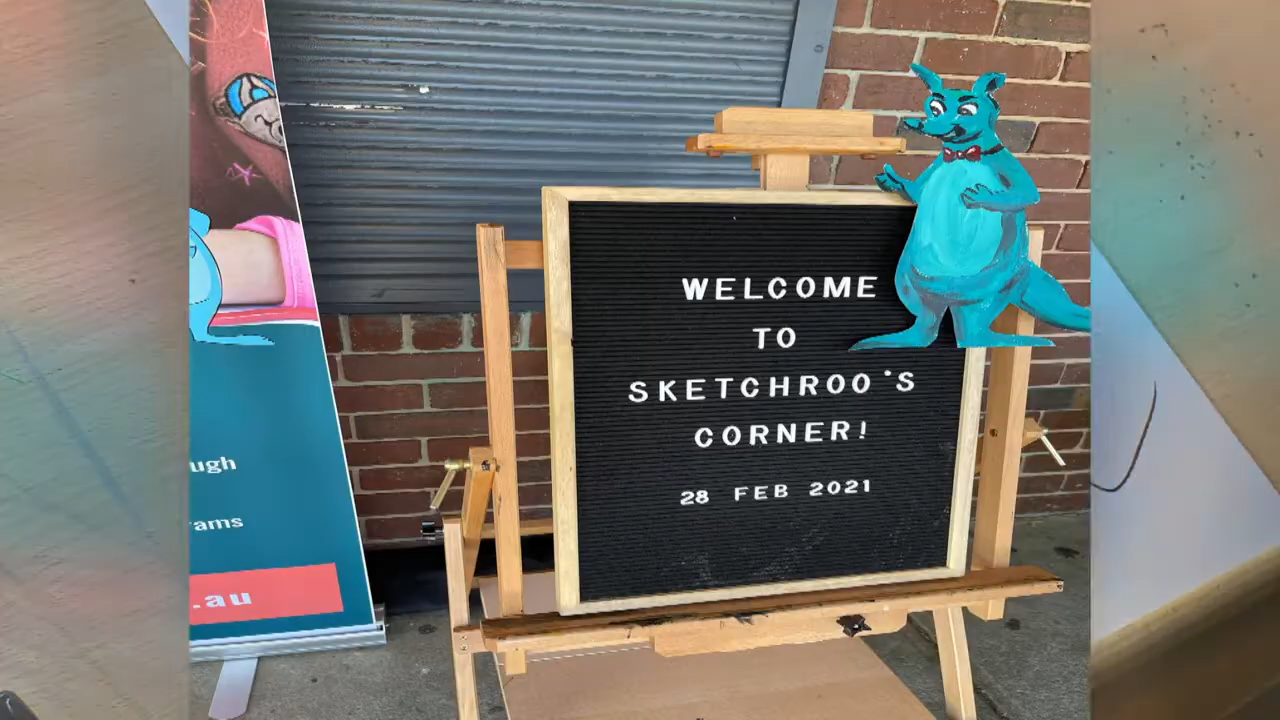 WELCOME
TO
SKETCHROO'S
CORNER!
28 FEB 2021
ugh
rams
.au